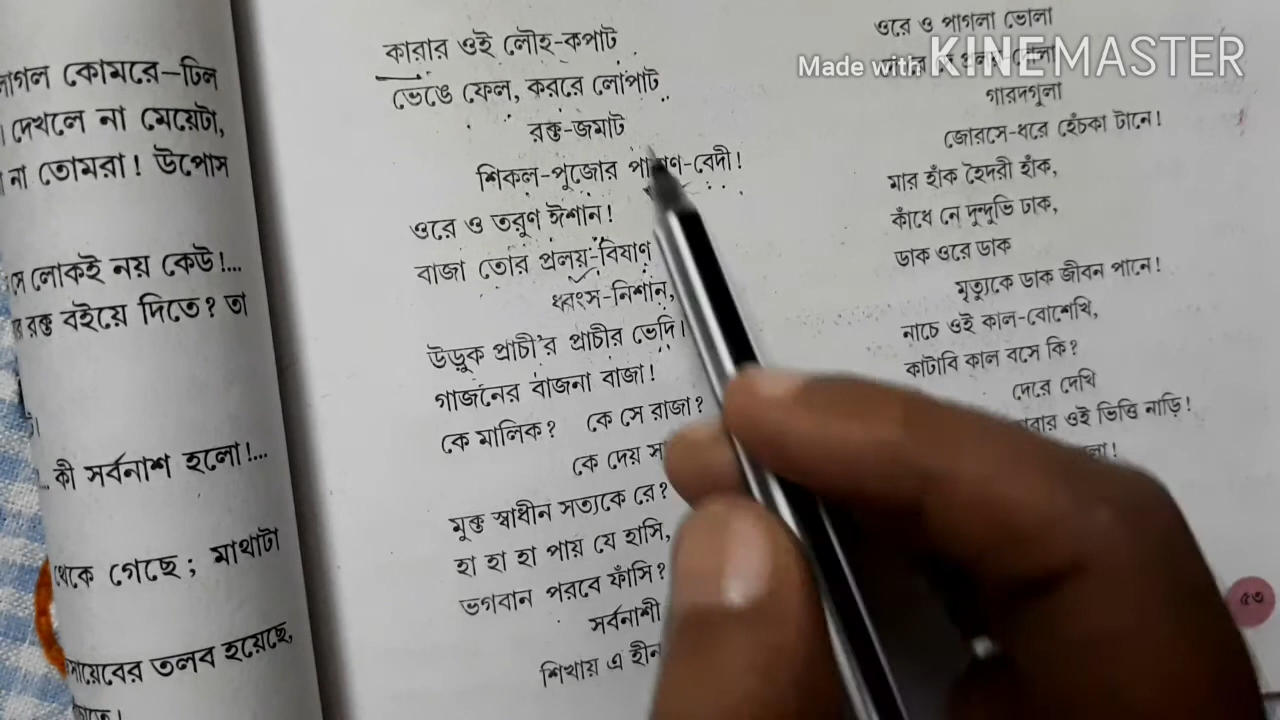 াগল কোমরে–ঢিল
। দেখলে না মেয়েটা,
না তোমরা! উপোস
সে লোকই নয় কেউ!...
রক্ত বইয়ে দিতে? তা
.. কী সর্বনাশ হলো!...
থেকে গেছে; মাথাটা
সায়েবের তলব হয়েছে,
কারার ওই লৌহ-কপাট
ভেঙে ফেল, কররে লোপাট
রক্ত-জমাট
শিকল-পুজোর -বেদী!
ওরে ও তরুণ ঈশান!
বাজা তোর প্রলয়-বিষাণ
ধ্বংস-নিশান,
উড়ুক প্রাচী'র প্রাচীর ভেদি।
গাজনের বাজনা বাজা!
কে মালিক? কে সে রাজা?
কে দেয়
মুক্ত স্বাধীন সত্যকে রে?
হা হা হা পায় যে হাসি,
ভগবান পরবে ফাঁসি?
সর্বনাশী
শিখায় এ হীন
ওরে ও পাগলা ভোলা
গারদগুলা
জোরসে-ধরে হেঁচকা টানে!
মার হাঁক হৈদরী হাঁক,
কাঁধে নে দুন্দুভি ঢাক,
ডাক ওরে ডাক
মৃত্যুকে ডাক জীবন পানে!
নাচে ওই কাল-বোশেখি,
কাটাবি কাল বসে কি?
দেরে দেখি
ওই ভিত্তি নাড়ি!
৫৩
Made with KINEMASTER